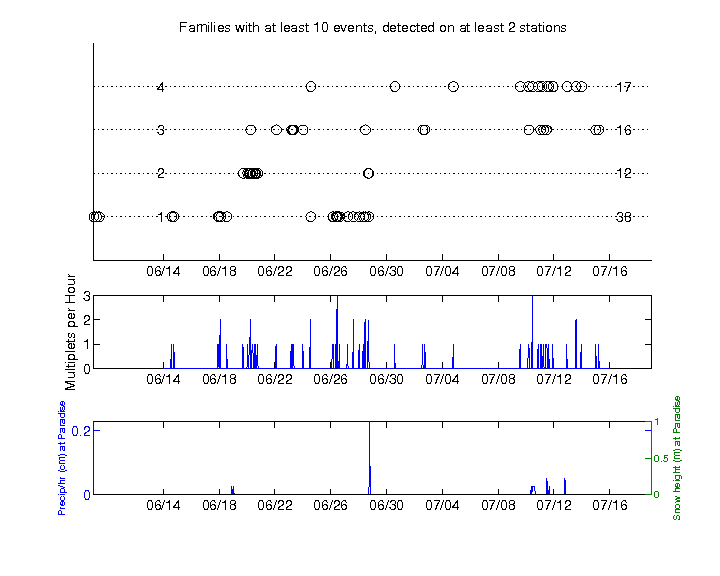 Families with at least 10 events, detected on at least 2 stations
4 17
3 16
2 12
1 36
06/14 06/18 06/22 06/26 06/30 07/04 07/08 07/12 07/16
Multiplets per Hour
3
2
1
0
06/14 06/18 06/22 06/26 06/30 07/04 07/08 07/12 07/16
Precip/hr (cm) at Paradise
0.2
0
1
0.5
0
Snow height (m) at Paradise
06/14 06/18 06/22 06/26 06/30 07/04 07/08 07/12 07/16